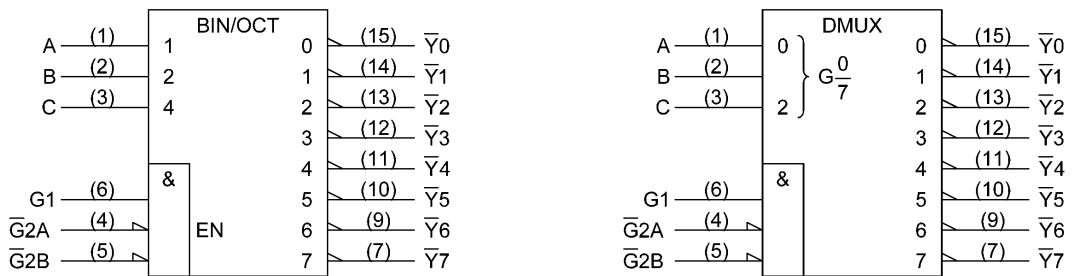 BIN/OCT
A (1) 1 0 (15) Y̅0
B (2) 2 1 (14) Y̅1
C (3) 4 2 (13) Y̅2
3 (12) Y̅3
& 4 (11) Y̅4
G1 (6) 5 (10) Y̅5
G̅2A (4) EN 6 (9) Y̅6
G̅2B (5) 7 (7) Y̅7
DMUX
A (1) 0 0 (15) Y̅0
B (2) G 0/7 1 (14) Y̅1
C (3) 2 2 (13) Y̅2
3 (12) Y̅3
& 4 (11) Y̅4
G1 (6) 5 (10) Y̅5
G̅2A (4) 6 (9) Y̅6
G̅2B (5) 7 (7) Y̅7